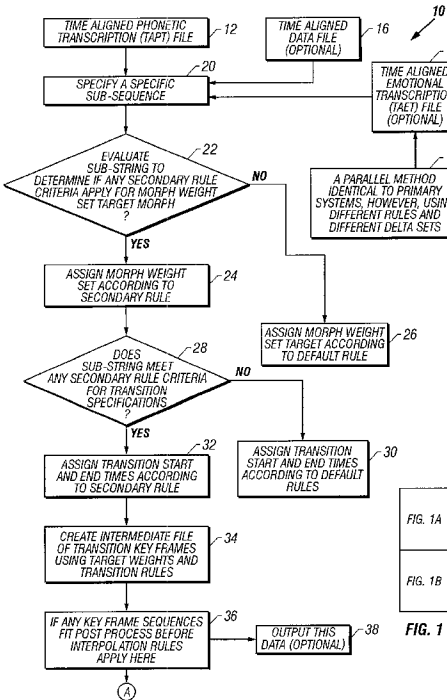 10
TIME ALIGNED PHONETIC
TRANSCRIPTION (TAPT) FILE
12
TIME ALIGNED
DATA FILE
(OPTIONAL)
16
20
SPECIFY A SPECIFIC
SUB-SEQUENCE
TIME ALIGNED
EMOTIONAL
(TAET) FILE
(OPTIONAL)
EVALUATE
SUB-STRING TO
DETERMINE IF ANY SECONDARY RULE
CRITERIA APPLY FOR MORPH WEIGHT
SET TARGET MORPH
?
22
NO
YES
A PARALLEL METHOD
IDENTICAL TO PRIMARY
SYSTEMS, HOWEVER,
DIFFERENT RULES AND
DIFFERENT DELTA SETS
ASSIGN MORPH WEIGHT
SET ACCORDING TO
SECONDARY RULE
24
ASSIGN MORPH WEIGHT
SET TARGET ACCORDING
TO DEFAULT RULE
26
DOES
SUB-STRING MEET
ANY SECONDARY RULE CRITERIA
FOR TRANSITION
SPECIFICATIONS
?
28
NO
YES
32
ASSIGN TRANSITION START
AND END TIMES ACCORDING
TO SECONDARY RULE
ASSIGN TRANSITION
START AND END TIMES
ACCORDING TO DEFAULT
RULES
30
CREATE INTERMEDIATE FILE
OF TRANSITION KEY FRAMES
USING TARGET WEIGHTS AND
TRANSITION RULES
34
IF ANY KEY FRAME SEQUENCES
FIT POST PROCESS BEFORE
INTERPOLATION RULES
APPLY HERE
36
OUTPUT THIS
DATA (OPTIONAL)
38
A
FIG. 1A
FIG. 1B
FIG. 1